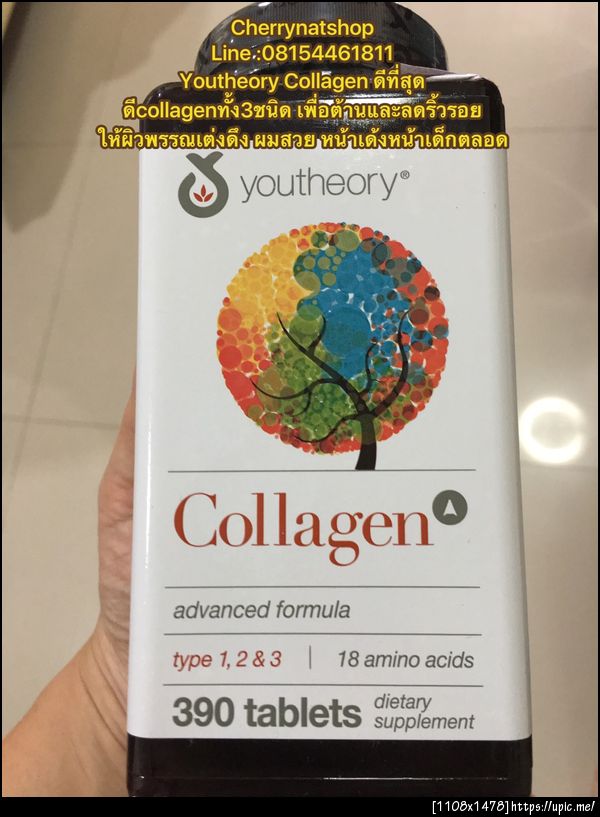 Cherrynatshop
Line :08154461811
Youtheory Collagen ดีที่สุด
ดีcollagenทั้ง3ชนิด เพื่อต้านและลดริ้วรอย
ให้ผิวพรรณเต่งดึง ผมสวย หน้าเด้งหน้าเด็กตลอด
youtheory®
Collagen A
advanced formula
type 1, 2 & 3 | 18 amino acids
390 tablets dietary supplement
[1108x1478]https://upic.me/